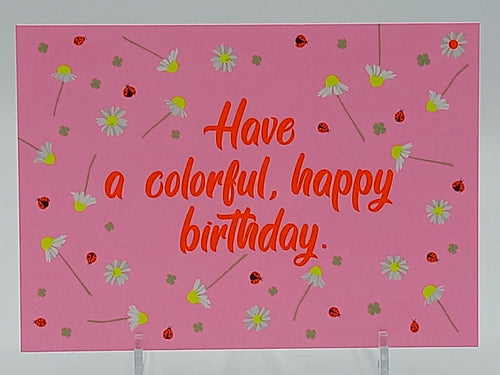 Have
a colorful, happy
birthday.